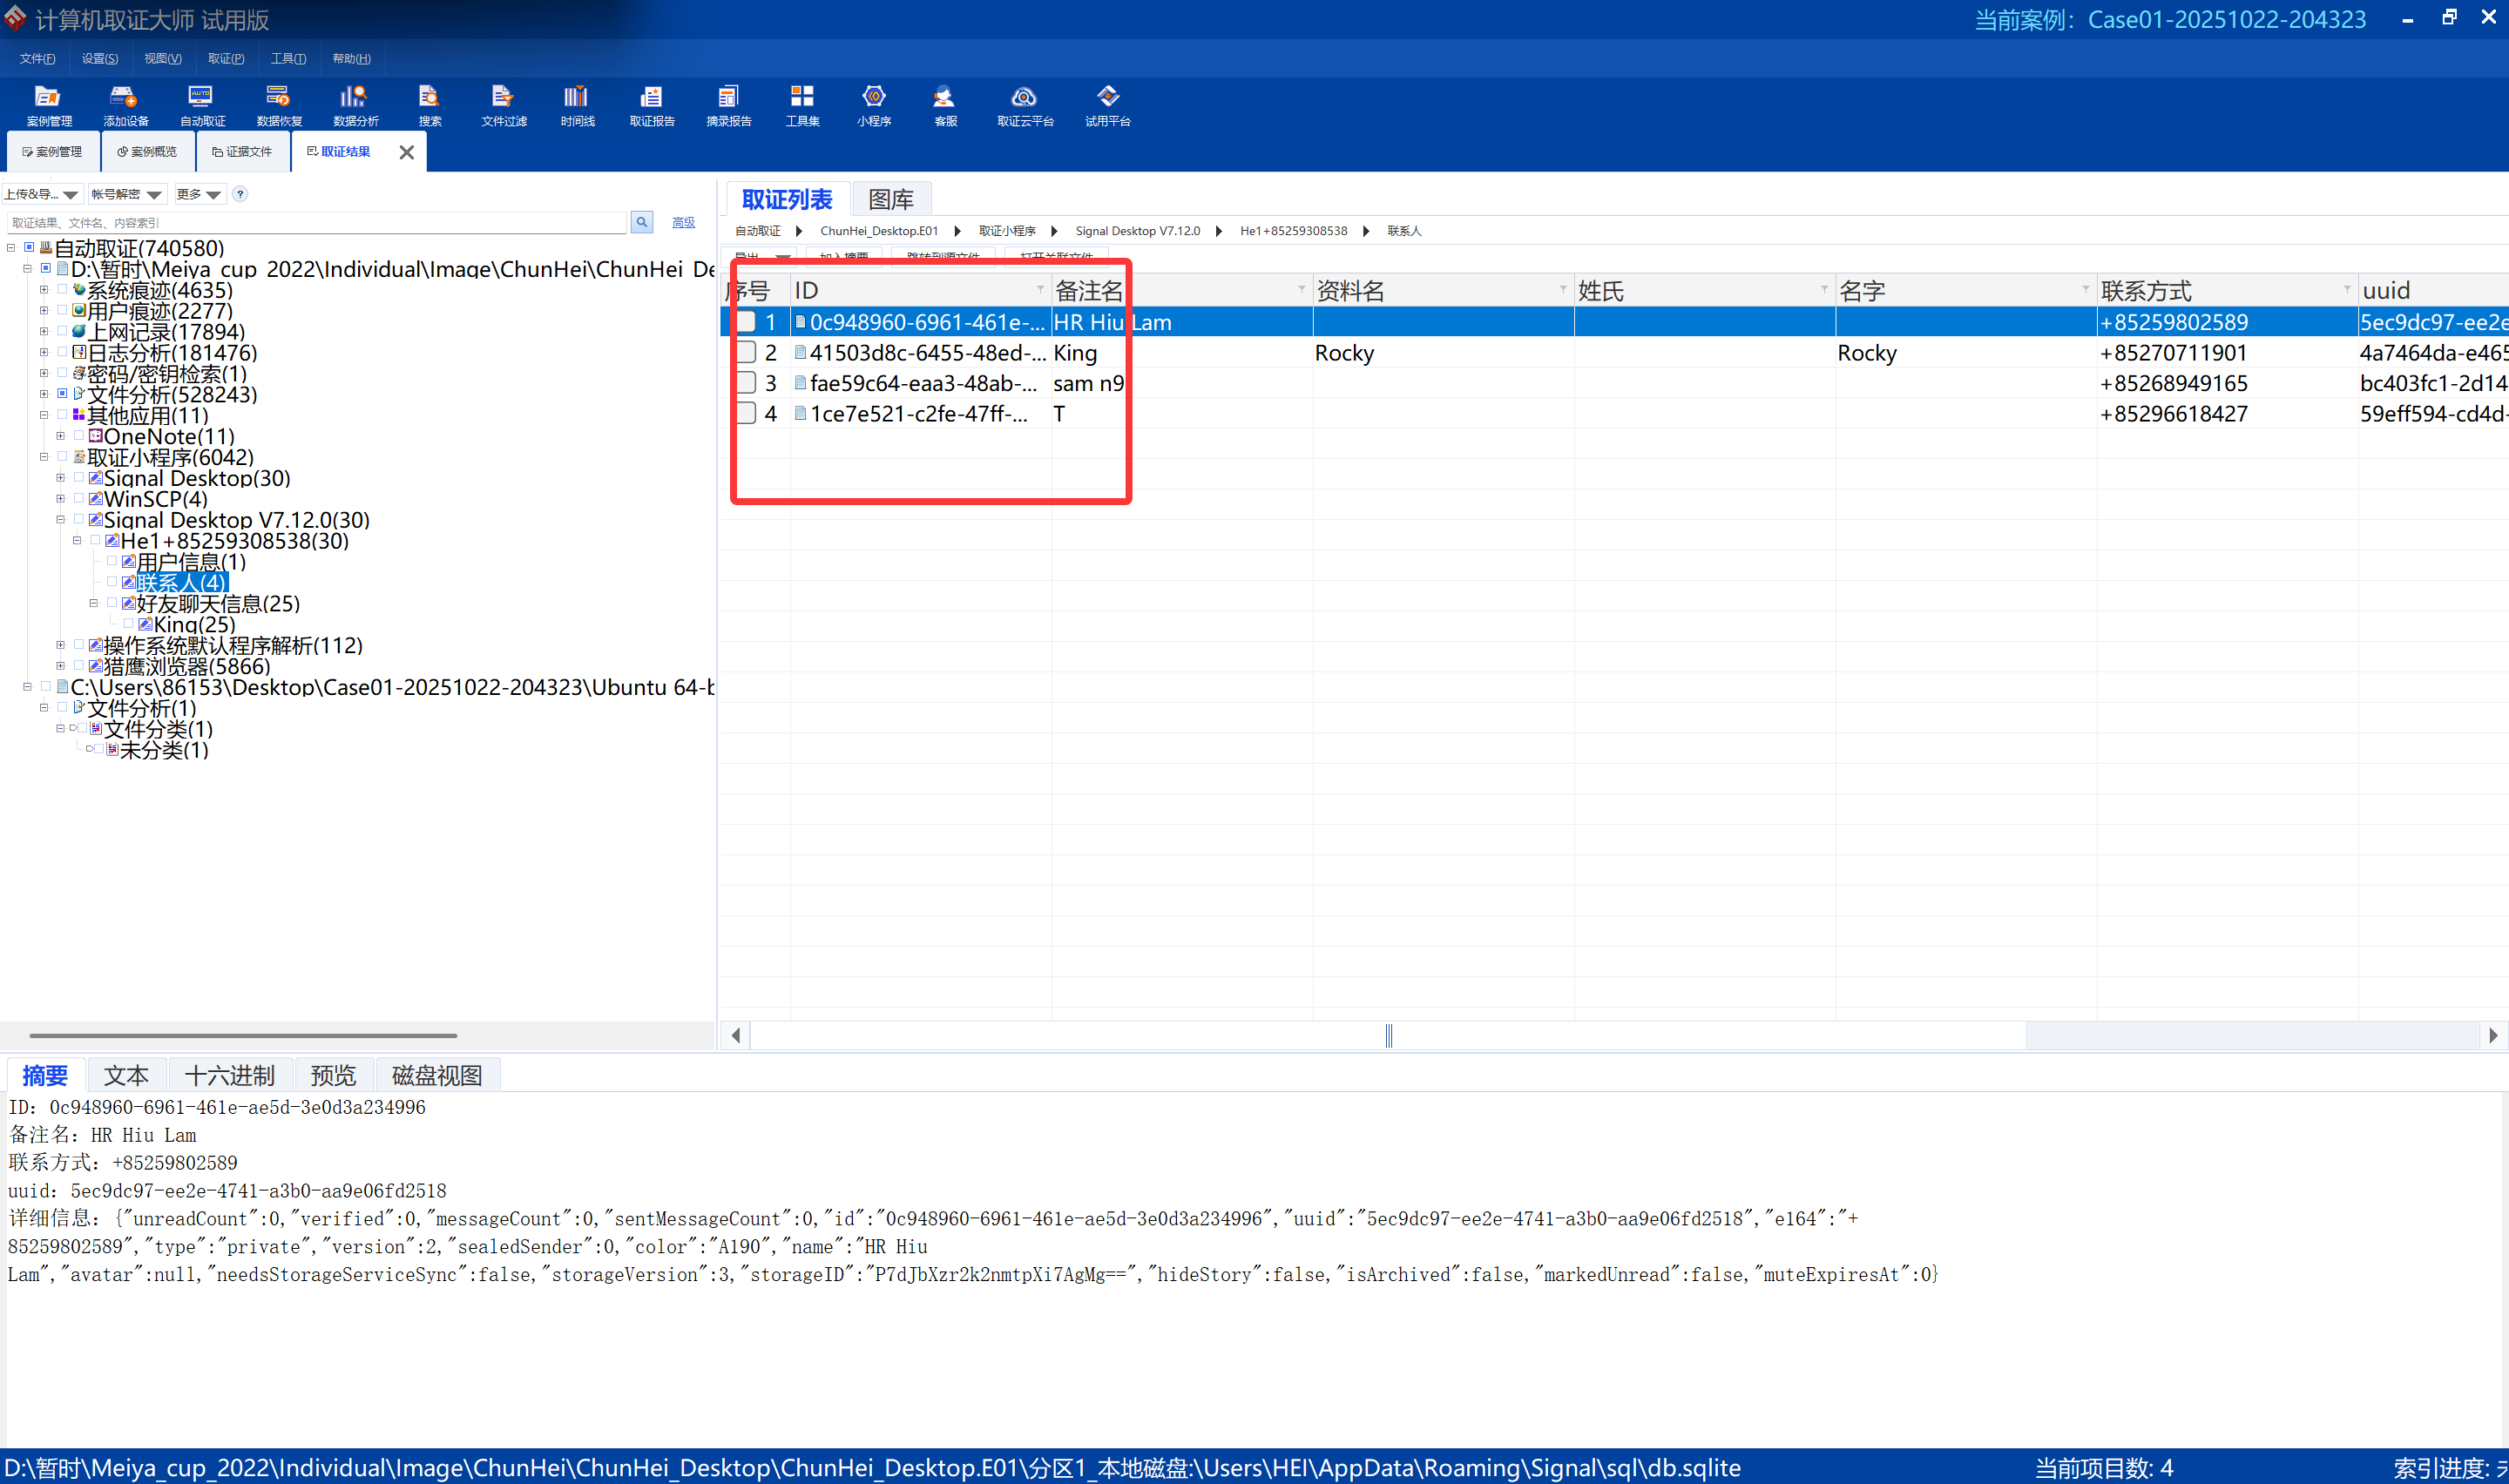 计算机取证大师 试用版
当前案例：Case01-20251022-204323
文件(F) 设置(S) 视图(V) 取证(P) 工具(T) 帮助(H)
案例管理 添加设备 自动取证 数据恢复 数据分析 搜索 文件过滤 时间线 取证报告 摘录报告 工具集 小程序 客服 取证云平台 试用平台
案例管理 案例概览 证据文件 取证结果
上传&导... 帐号解密 更多 ?
取证结果、文件名、内容索引 高级
自动取证(740580)
D:\暂时\Meiya_cup_2022\Individual\Image\ChunHei\ChunHei_De
系统痕迹(4635)
用户痕迹(2277)
上网记录(17894)
日志分析(181476)
密码/密钥检索(1)
文件分析(528243)
其他应用(11)
OneNote(11)
取证小程序(6042)
Signal Desktop(30)
WinSCP(4)
Signal Desktop V7.12.0(30)
He1+85259308538(30)
用户信息(1)
联系人(4)
好友聊天信息(25)
King(25)
操作系统默认程序解析(112)
猎鹰浏览器(5866)
C:\Users\86153\Desktop\Case01-20251022-204323\Ubuntu 64-b
文件分析(1)
文件分类(1)
未分类(1)
取证列表 图库
自动取证 ChunHei_Desktop.E01 取证小程序 Signal Desktop V7.12.0 He1+85259308538 联系人
导出 加入摘要 跳转到源文件 打开关联文件
序号 ID 备注名 资料名 姓氏 名字 联系方式 uuid
1 0c948960-6961-461e-... HR Hiu Lam +85259802589 5ec9dc97-ee2e
2 41503d8c-6455-48ed-... King Rocky Rocky +85270711901 4a7464da-e465
3 fae59c64-eaa3-48ab-... sam n9 +85268949165 bc403fc1-2d14
4 1ce7e521-c2fe-47ff-... T +85296618427 59eff594-cd4d-
摘要 文本 十六进制 预览 磁盘视图
ID：0c948960-6961-461e-ae5d-3e0d3a234996
备注名：HR Hiu Lam
联系方式：+85259802589
uuid：5ec9dc97-ee2e-4741-a3b0-aa9e06fd2518
详细信息：{"unreadCount":0,"verified":0,"messageCount":0,"sentMessageCount":0,"id":"0c948960-6961-461e-ae5d-3e0d3a234996","uuid":"5ec9dc97-ee2e-4741-a3b0-aa9e06fd2518","e164":"+
85259802589","type":"private","version":2,"sealedSender":0,"color":"A190","name":"HR Hiu
Lam","avatar":null,"needsStorageServiceSync":false,"storageVersion":3,"storageID":"P7dJbXzr2k2nmtpXi7AgMg==","hideStory":false,"isArchived":false,"markedUnread":false,"muteExpiresAt":0}
D:\暂时\Meiya_cup_2022\Individual\Image\ChunHei\ChunHei_Desktop\ChunHei_Desktop.E01\分区1_本地磁盘:\Users\HEI\AppData\Roaming\Signal\sql\db.sqlite 当前项目数: 4 索引进度: